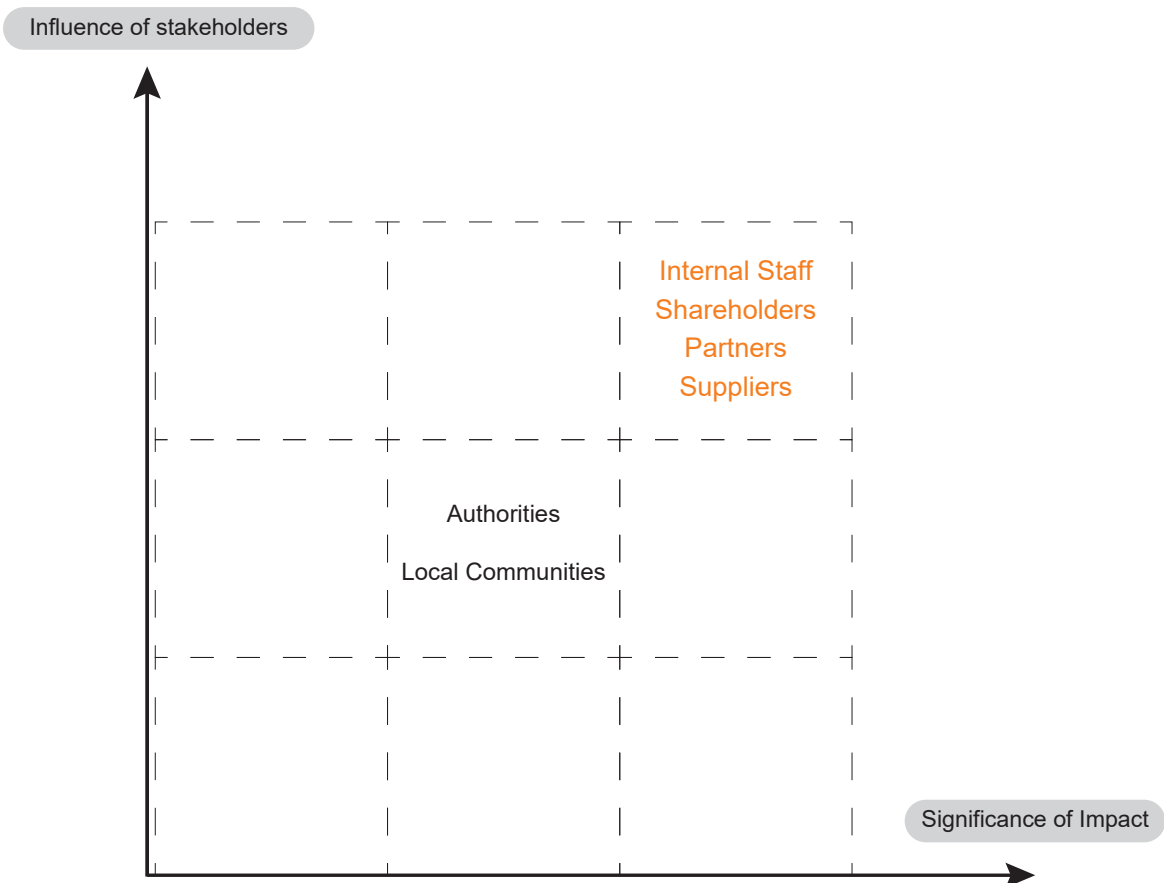 Influence of stakeholders
Internal Staff
Shareholders
Partners
Suppliers
Authorities
Local Communities
Significance of Impact